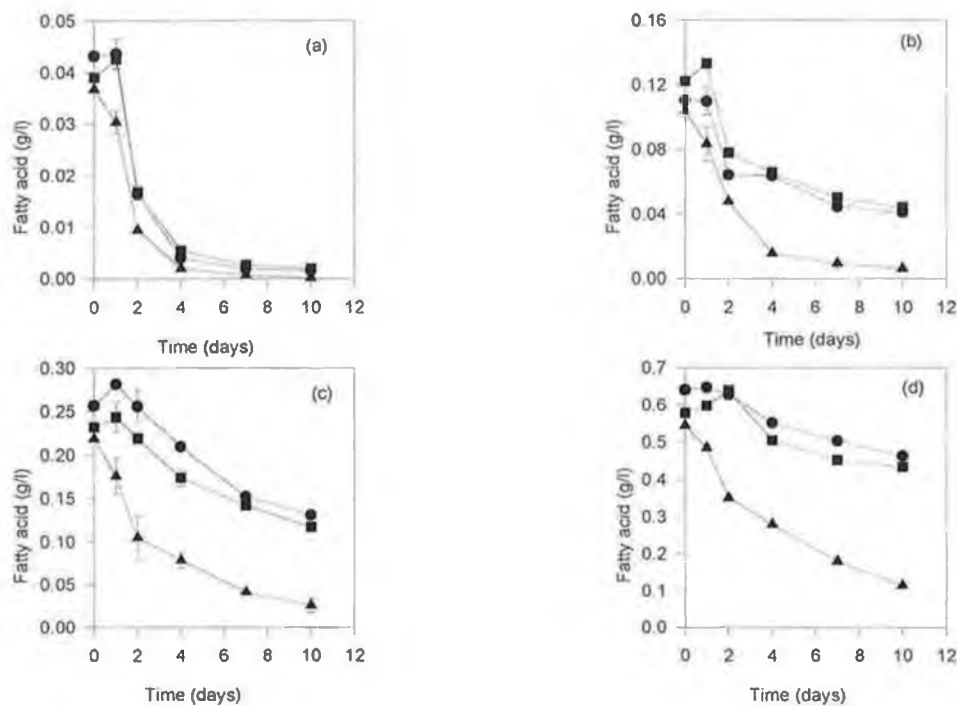 (a)
Fatty acid (g/l)
0.05
0.04
0.03
0.02
0.01
0.00
0 2 4 6 8 10 12
Time (days)
(b)
Fatty acid (g/l)
0.16
0.12
0.08
0.04
0.00
0 2 4 6 8 10 12
Time (days)
(c)
Fatty acid (g/l)
0.30
0.25
0.20
0.15
0.10
0.05
0.00
0 2 4 6 8 10 12
Time (days)
(d)
Fatty acid (g/l)
0.7
0.6
0.5
0.4
0.3
0.2
0.1
0.0
0 2 4 6 8 10 12
Time (days)